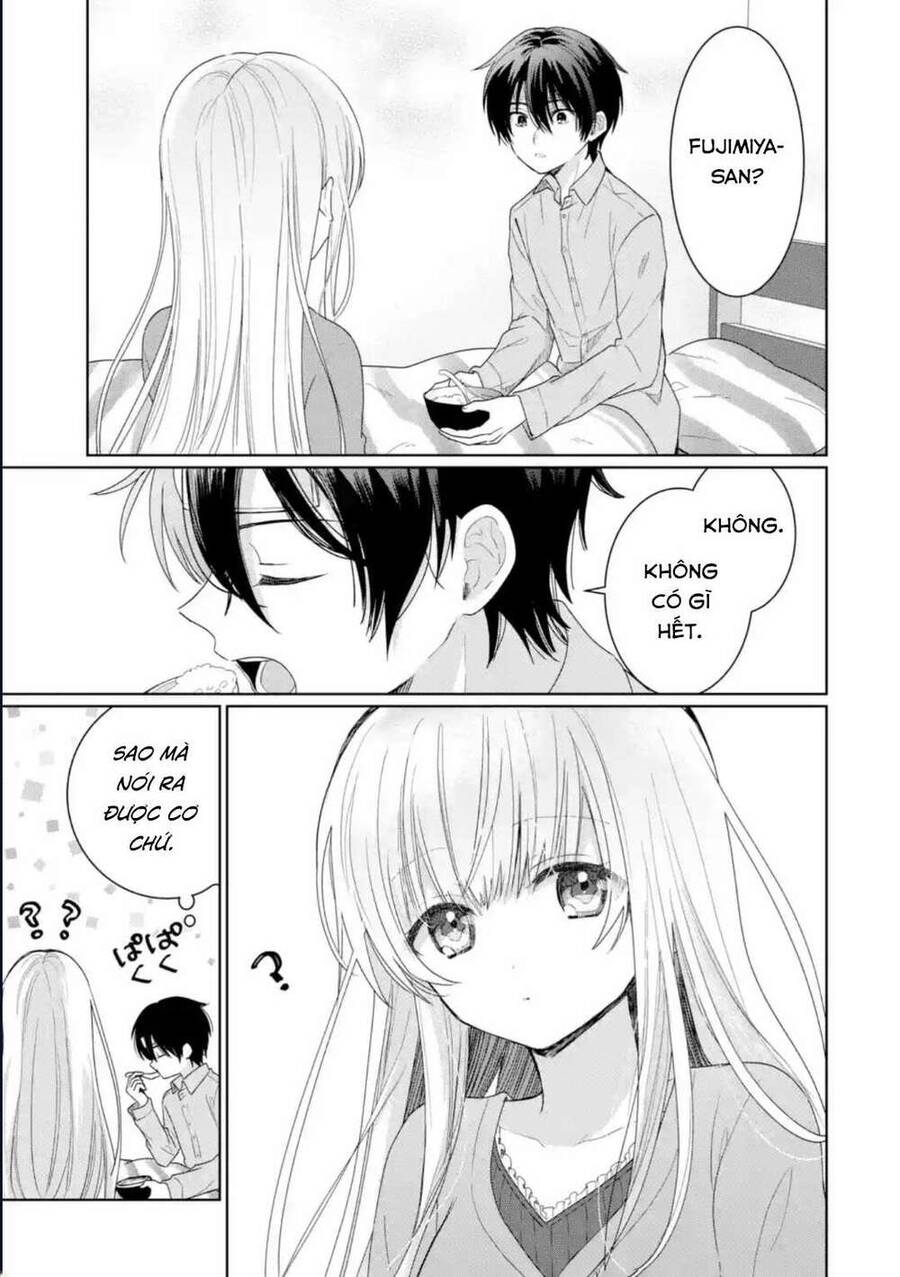 FUJIMIYA-
SAN?
KHÔNG.
KHÔNG
CÓ GÌ
HẾT.
?
SAO MÀ
NÓI RA
ĐƯỢC CƠ
CHỨ.
? ?
ぱく
ぱく